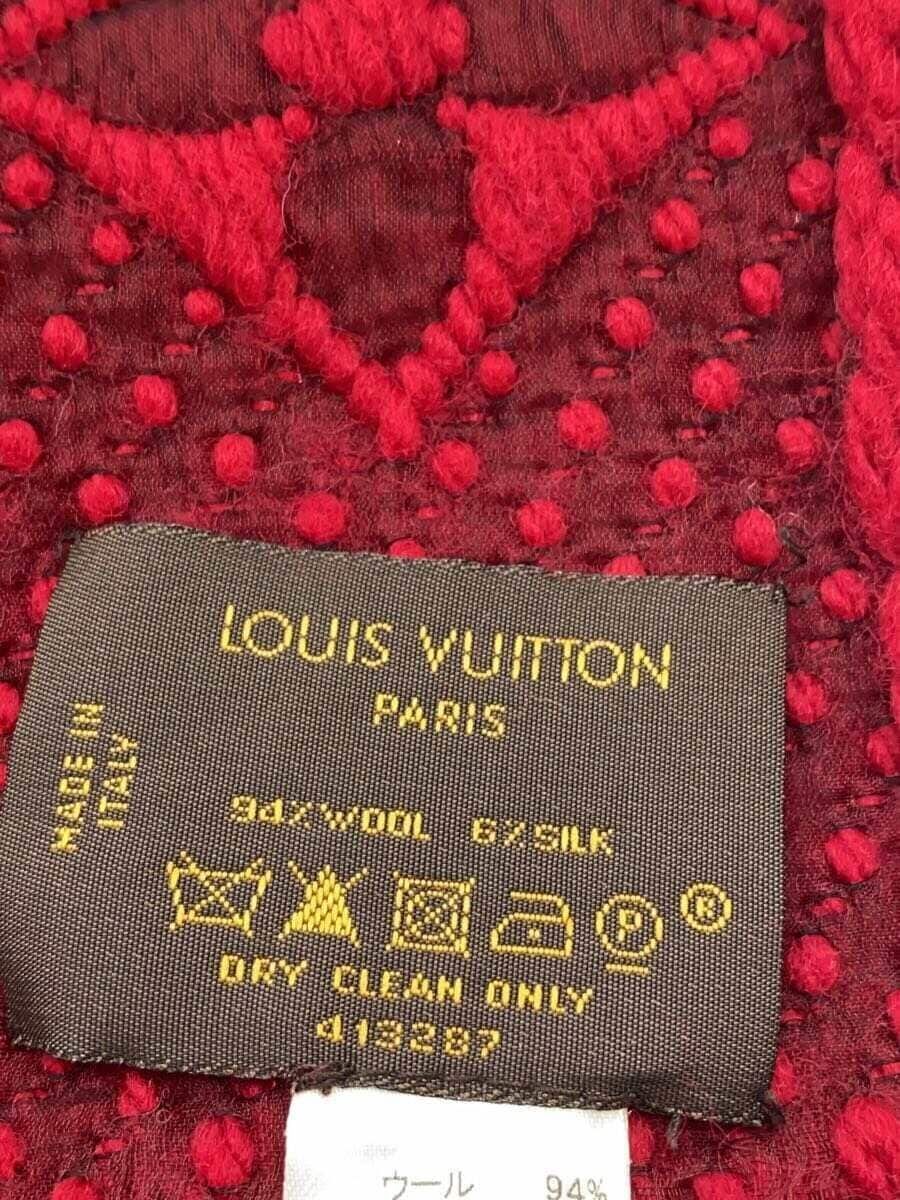 LOUIS VUITTON
PARIS
MADE IN
ITALY
94% WOOL 6% SILK
P
®
DRY CLEAN ONLY
413287
ウール 94%